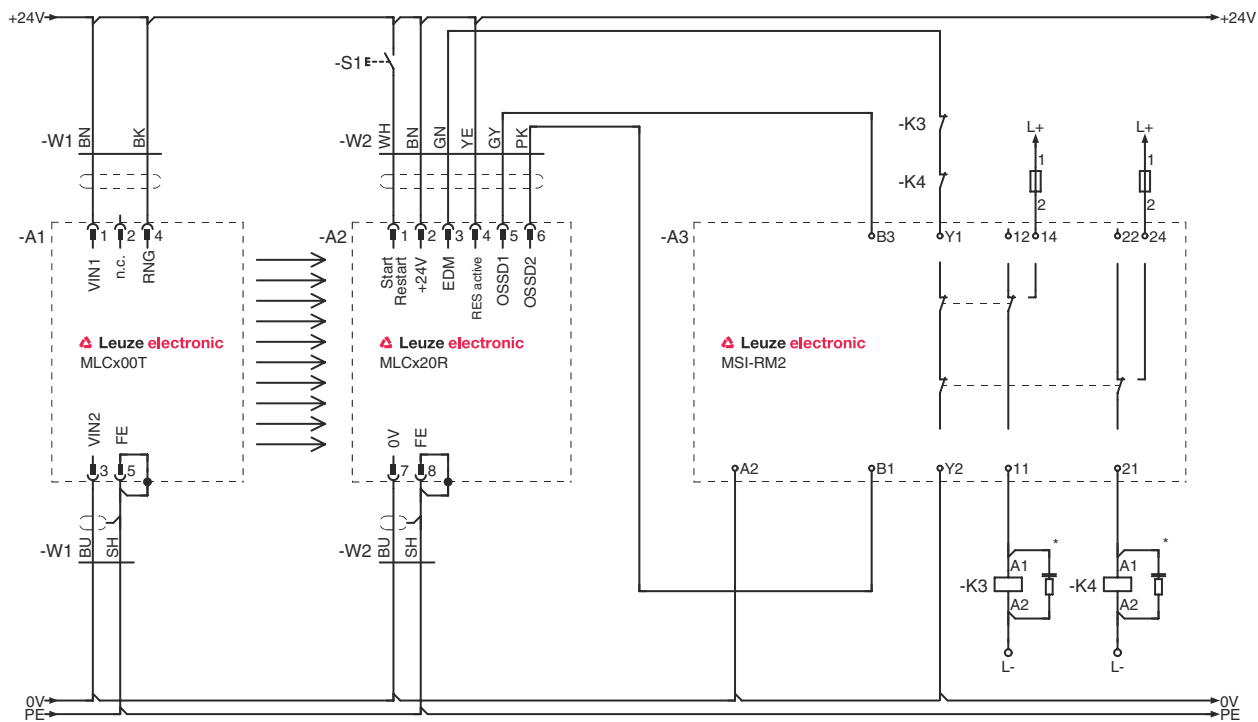 +24V
+24V
-S1
-W1
BN
BK
-W2
WH
BN
GN
YE
GY
PK
-K3
-K4
L+
1
2
L+
1
2
-A1
1
2
4
VIN1
n.c.
RNG
-A2
1
2
3
4
5
6
Start
Restart
+24V
EDM
RES active
OSSD1
OSSD2
-A3
B3
Y1
12
14
22
24
Leuze electronic
MLCx00T
Leuze electronic
MLCx20R
Leuze electronic
MSI-RM2
VIN2
FE
3
5
0V
FE
7
8
A2
B1
Y2
11
21
-W1
BU
SH
-W2
BU
SH
-K3
A1
A2
*
-K4
A1
A2
*
L-
L-
0V
PE
0V
PE